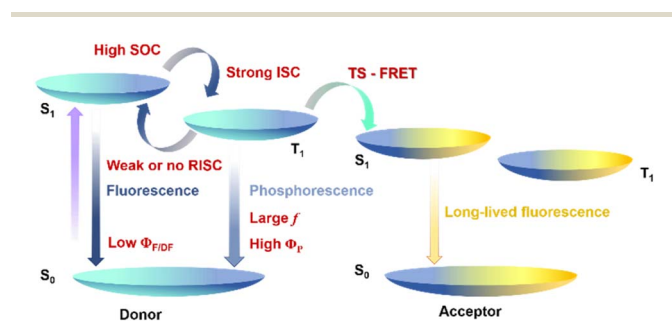 High SOC
Strong ISC
TS - FRET
S1
T1
S1
T1
Weak or no RISC
Fluorescence
Phosphorescence
Large f
Long-lived fluorescence
Low ΦF/DF
High ΦP
S0
S0
Donor
Acceptor